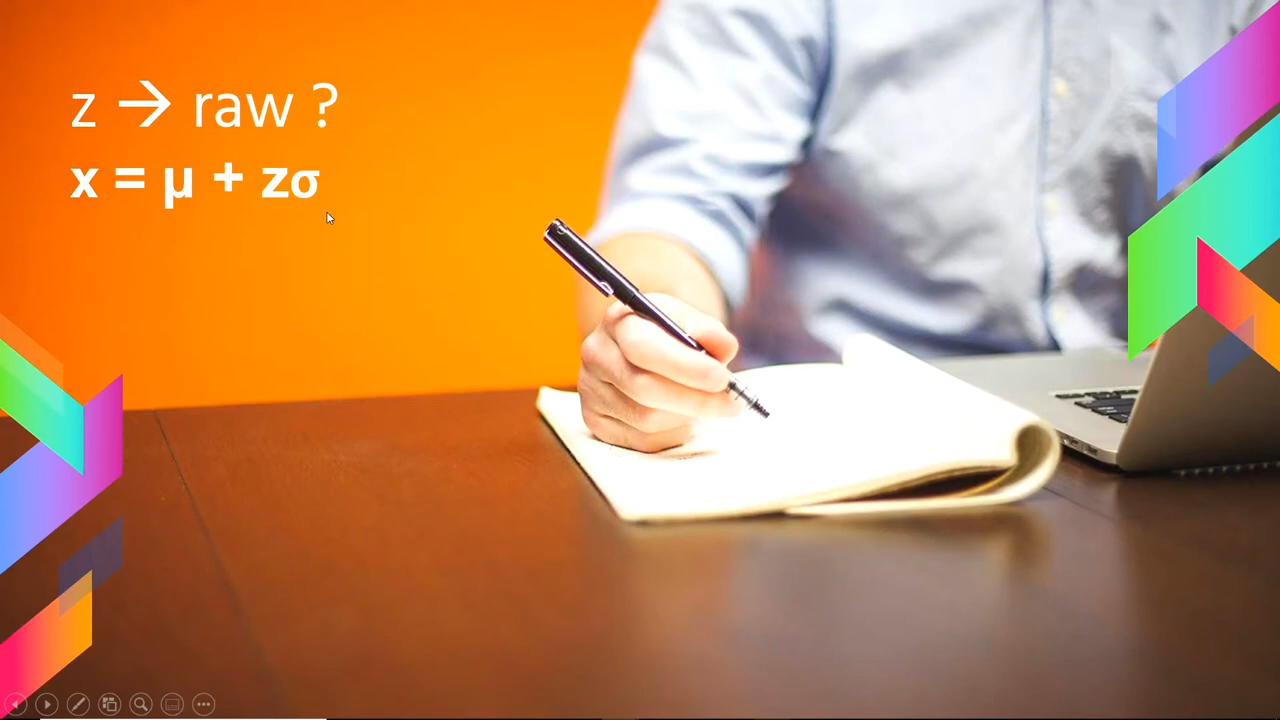 z → raw ?
x = µ + zσ